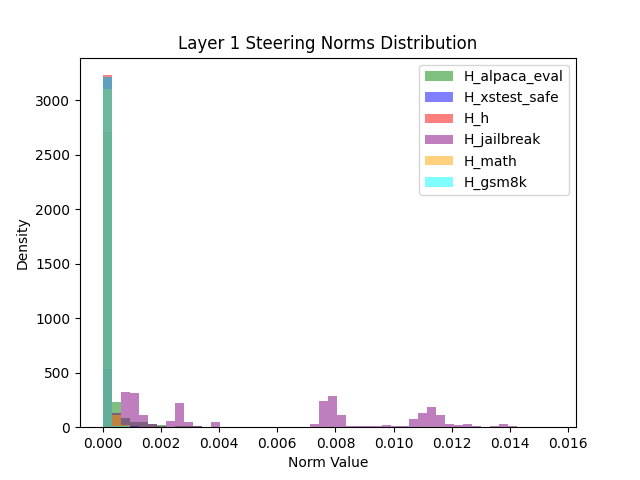 Layer 1 Steering Norms Distribution
H_alpaca_eval
H_xstest_safe
H_h
H_jailbreak
H_math
H_gsm8k
Density
3000
2500
2000
1500
1000
500
0
0.000 0.002 0.004 0.006 0.008 0.010 0.012 0.014 0.016
Norm Value